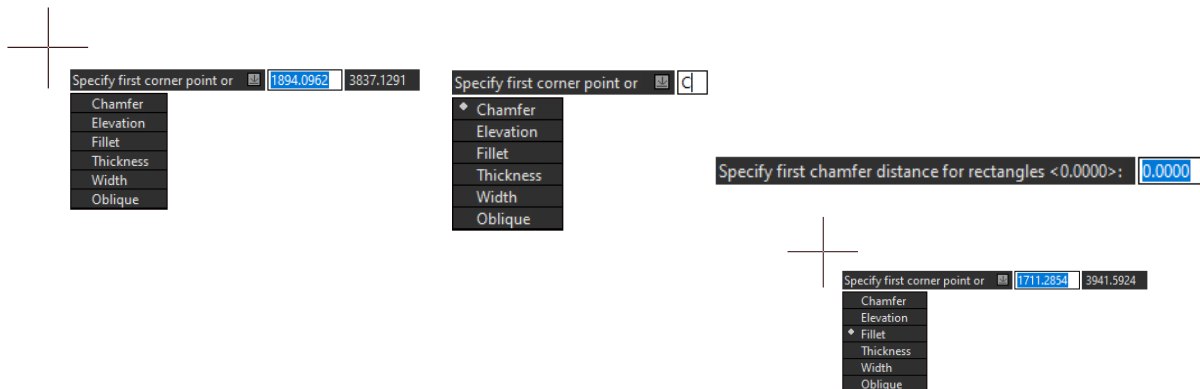 Specify first corner point or 1894.0962 3837.1291
Chamfer
Elevation
Fillet
Thickness
Width
Oblique
Specify first corner point or C
Chamfer
Elevation
Fillet
Thickness
Width
Oblique
Specify first chamfer distance for rectangles <0.0000>: 0.0000
Specify first corner point or 1711.2854 3941.5924
Chamfer
Elevation
Fillet
Thickness
Width
Oblique